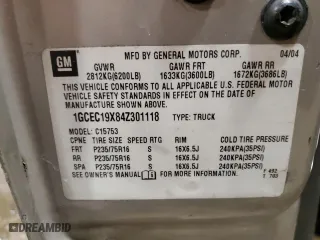 GM
MFD BY GENERAL MOTORS CORP. 04/04
GVWR GAWR FRT GAWR RR
2812KG(6200LB) 1633KG(3600LB) 1672KG(3686LB)
THIS VEHICLE CONFORMS TO ALL APPLICABLE U.S. FEDERAL MOTOR
VEHICLE SAFETY STANDARDS IN EFFECT ON THE DATE OF
MANUFACTURE SHOWN ABOVE.
1GCEC19X84Z301118 TYPE: TRUCK
MODEL: C15753
CPNE TIRE SIZE SPEED RTG RIM COLD TIRE PRESSURE
FRT P235/75R16 S 16X6.5J 240KPA(35PSI)
RR P235/75R16 S 16X6.5J 240KPA(35PSI)
SPA P235/75R16 S 16X6.5J 240KPA(35PSI)
SEE OWNER'S MANUAL FOR MORE INFORMATION.
DREAMBID